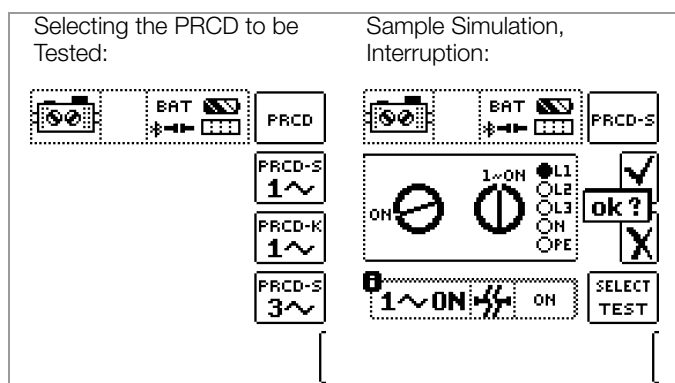 Selecting the PRCD to be
Tested:
BAT
PRCD
PRCD-S
1~
PRCD-K
1~
PRCD-S
3~
Sample Simulation,
Interruption:
BAT
PRCD-S
ON
1~ON
L1
L2
L3
N
PE
ok ?
1~ON
ON
SELECT
TEST